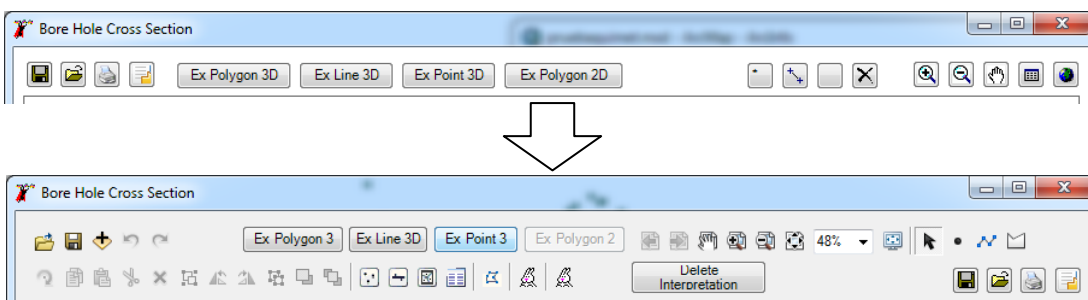 Bore Hole Cross Section
Ex Polygon 3D Ex Line 3D Ex Point 3D Ex Polygon 2D
Bore Hole Cross Section
Ex Polygon 3 Ex Line 3D Ex Point 3 Ex Polygon 2 48%
Delete
Interpretation